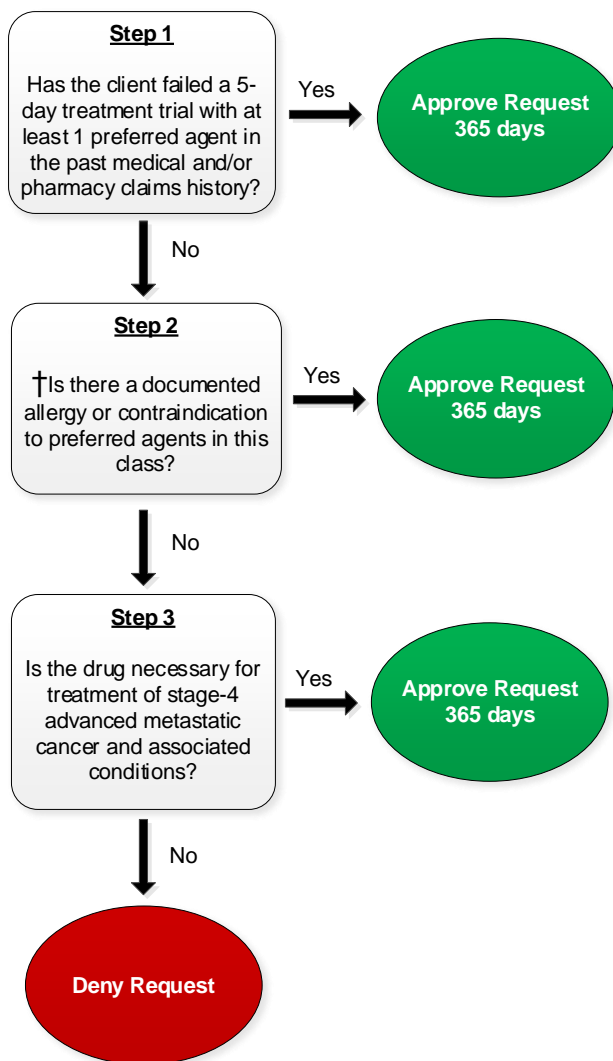 Step 1
Has the client failed a 5-
day treatment trial with at
least 1 preferred agent in
the past medical and/or
pharmacy claims history?
Yes
Approve Request
365 days
No
Step 2
†Is there a documented
allergy or contraindication
to preferred agents in this
class?
Yes
Approve Request
365 days
No
Step 3
Is the drug necessary for
treatment of stage-4
advanced metastatic
cancer and associated
conditions?
Yes
Approve Request
365 days
No
Deny Request